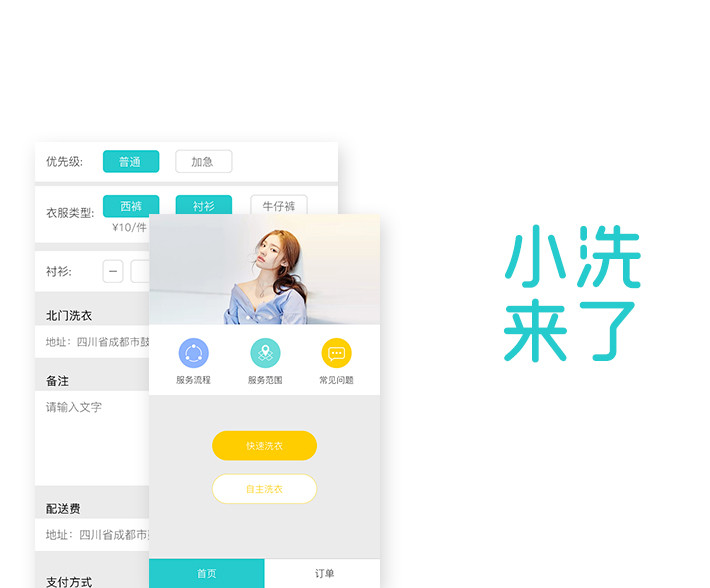 优先级: 普通 加急
衣服类型: 西裤 衬衫 牛仔裤
¥10/件
衬衫: −
北门洗衣
地址: 四川省成都市鼓
备注
请输入文字
配送费
地址: 四川省成都市
支付方式
服务流程 服务范围 常见问题
快速洗衣
自主洗衣
首页 订单
小洗
来了